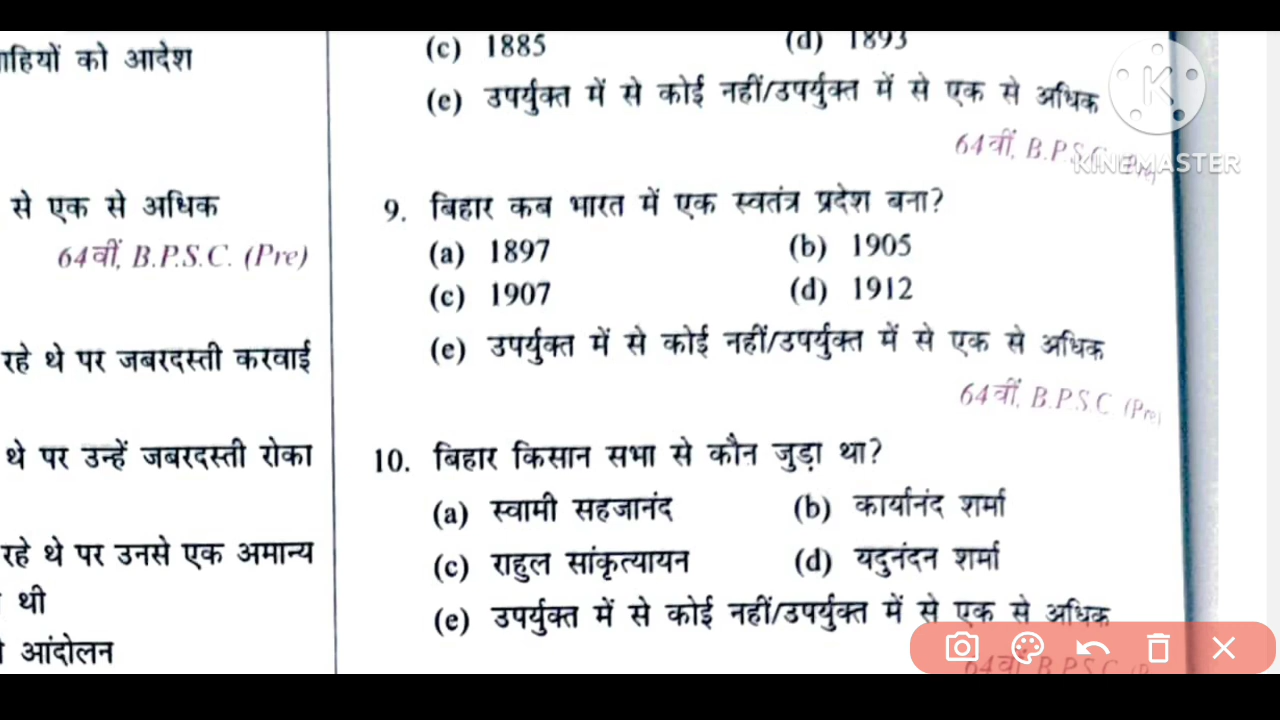 ाहियों को आदेश
से एक से अधिक
64वीं, B.P.S.C. (Pre)
रहे थे पर जबरदस्ती करवाई
थे पर उन्हें जबरदस्ती रोका
रहे थे पर उनसे एक अमान्य
थी
आंदोलन
(c) 1885 (d) 1893
(e) उपर्युक्त में से कोई नहीं/उपर्युक्त में से एक से अधिक
64वीं, B.P.S.C. (Pre)
KINEMASTER
9. बिहार कब भारत में एक स्वतंत्र प्रदेश बना?
(a) 1897 (b) 1905
(c) 1907 (d) 1912
(e) उपर्युक्त में से कोई नहीं/उपर्युक्त में से एक से अधिक
64वीं, B.P.S.C (Pre)
10. बिहार किसान सभा से कौन जुड़ा था?
(a) स्वामी सहजानंद (b) कार्यानंद शर्मा
(c) राहुल सांकृत्यायन (d) यदुनंदन शर्मा
(e) उपर्युक्त में से कोई नहीं/उपर्युक्त में से एक से अधिक
64वीं, B.P.S.C